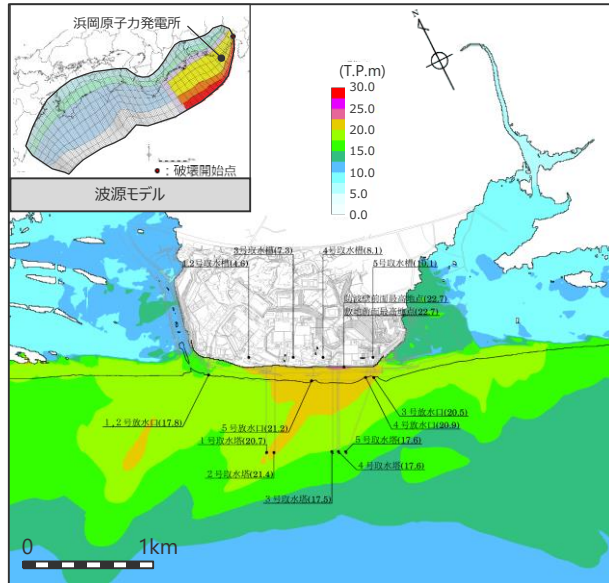 浜岡原子力発電所
●：破壊開始点
波源モデル
(T.P.m)
30.0
25.0
20.0
15.0
10.0
5.0
0.0
3号取水槽(7.3)
4号取水槽(8.1)
1,2号取水槽(4.6)
5号取水槽(10.1)
防波壁前面最高地点(22.7)
敷地前面最高地点(22.7)
1,2号放水口(17.8)
5号放水口(21.2)
3号放水口(20.5)
4号放水口(20.9)
1号取水塔(20.7)
5号取水塔(17.6)
2号取水塔(21.4)
4号取水塔(17.6)
3号取水塔(17.5)
0
1km